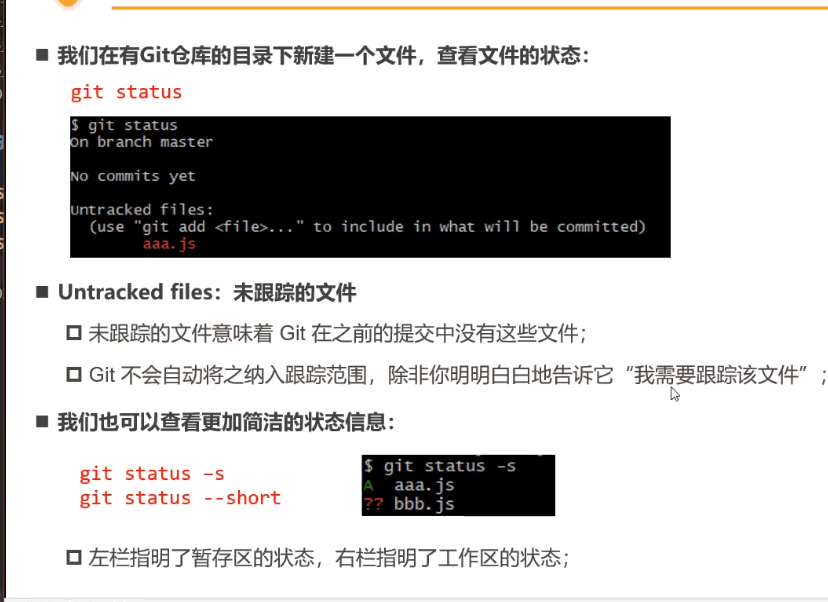 ■ 我们在有Git仓库的目录下新建一个文件，查看文件的状态：
git status
$ git status
On branch master
No commits yet
Untracked files:
(use "git add <file>..." to include in what will be committed)
aaa.js
■ Untracked files：未跟踪的文件
未跟踪的文件意味着 Git 在之前的提交中没有这些文件；
Git 不会自动将之纳入跟踪范围，除非你明明白白地告诉它“我需要跟踪该文件”；
■ 我们也可以查看更加简洁的状态信息：
git status –s
git status --short
$ git status -s
A aaa.js
?? bbb.js
左栏指明了暂存区的状态，右栏指明了工作区的状态；